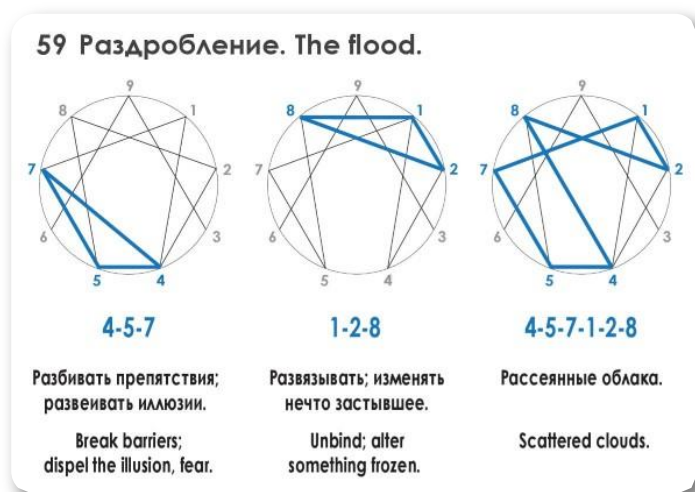 59 Раздробление. The flood.
9
8
1
7
2
6
3
5
4
9
8
1
7
2
6
3
5
4
9
8
1
7
2
6
3
5
4
4-5-7
1-2-8
4-5-7-1-2-8
Разбивать препятствия;
развеивать иллюзии.
Развязывать; изменять
нечто застывшее.
Рассеянные облака.
Break barriers;
dispel the illusion, fear.
Unbind; alter
something frozen.
Scattered clouds.